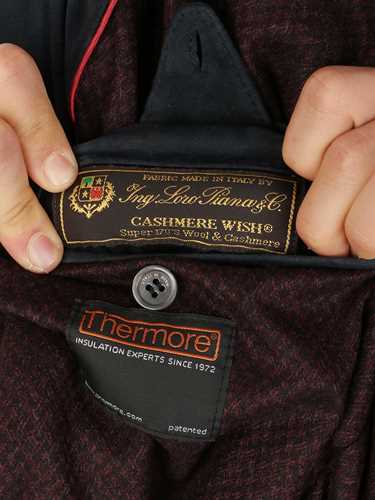 FABRIC MADE IN ITALY BY
Ing. Loro Piana & C.
CASHMERE WISH®
Super 170'S Wool & Cashmere
Thermore®
INSULATION EXPERTS SINCE 1972
patented